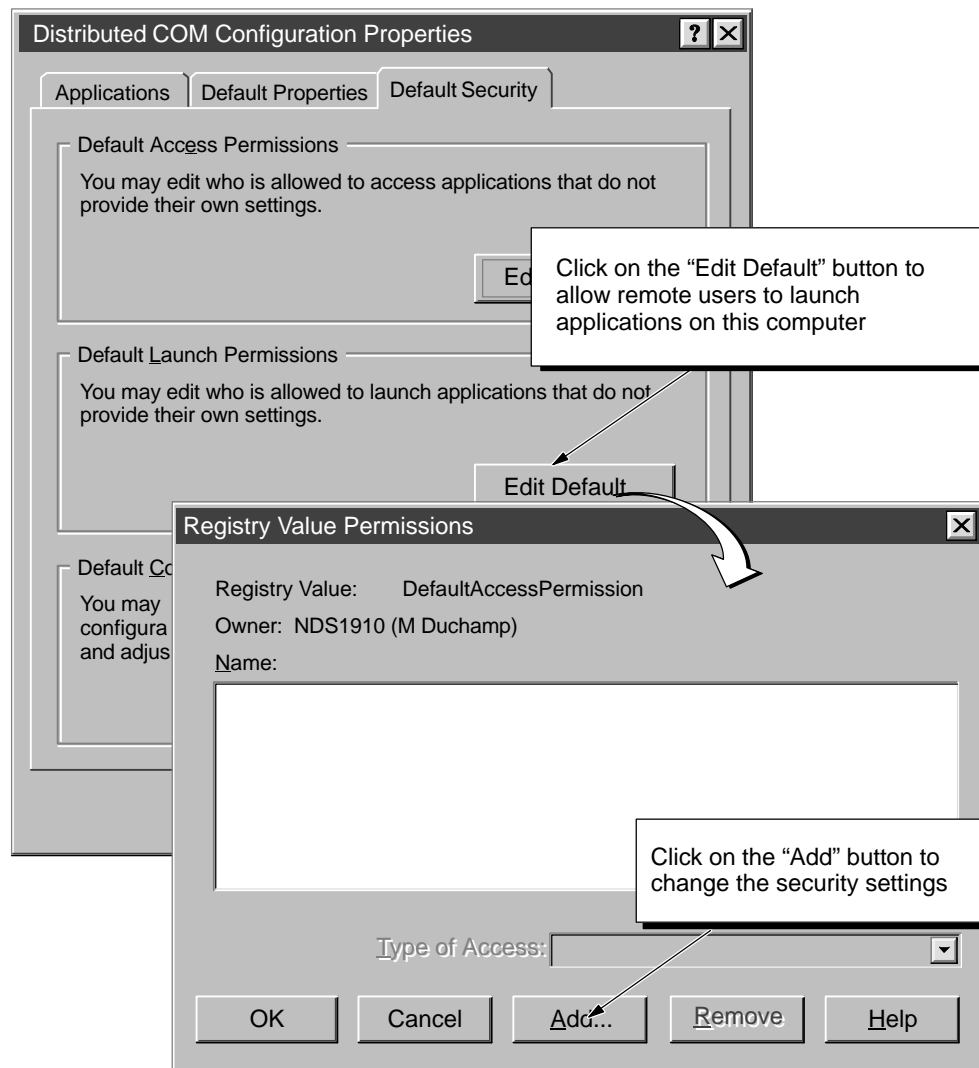 Distributed COM Configuration Properties
Applications
Default Properties
Default Security
Default Access Permissions
You may edit who is allowed to access applications that do not
provide their own settings.
Ed
Click on the “Edit Default” button to
allow remote users to launch
applications on this computer
Default Launch Permissions
You may edit who is allowed to launch applications that do not
provide their own settings.
Edit Default
Default Co
You may
configura
and adjus
Registry Value Permissions
Registry Value: DefaultAccessPermission
Owner: NDS1910 (M Duchamp)
Name:
Click on the “Add” button to
change the security settings
Type of Access:
OK
Cancel
Add...
Remove
Help